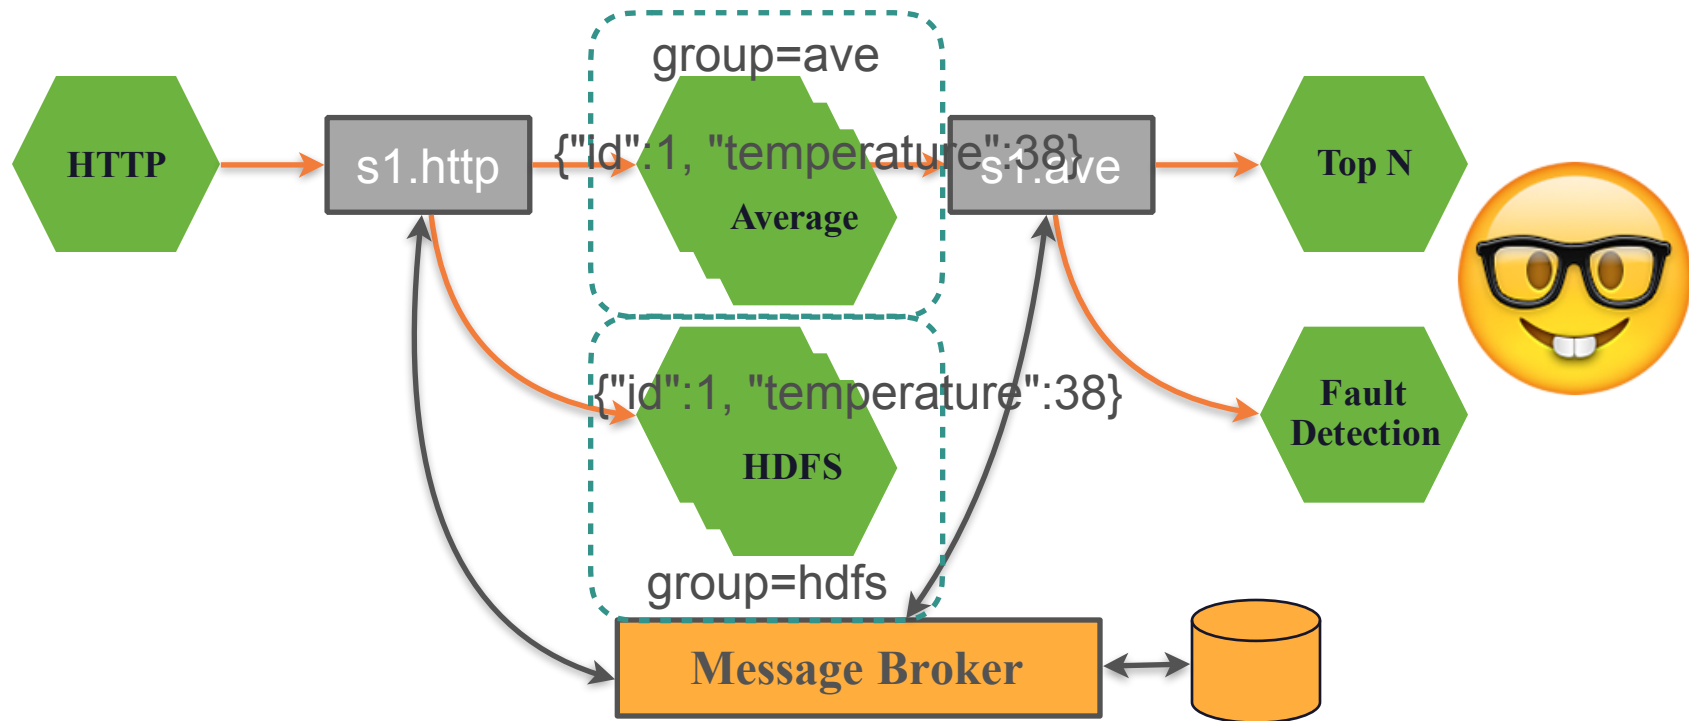 group=ave
HTTP
s1.http
{"id":1, "temperature":38}
s1.ave
Top N
Average
{"id":1, "temperature":38}
HDFS
Fault
Detection
group=hdfs
Message Broker